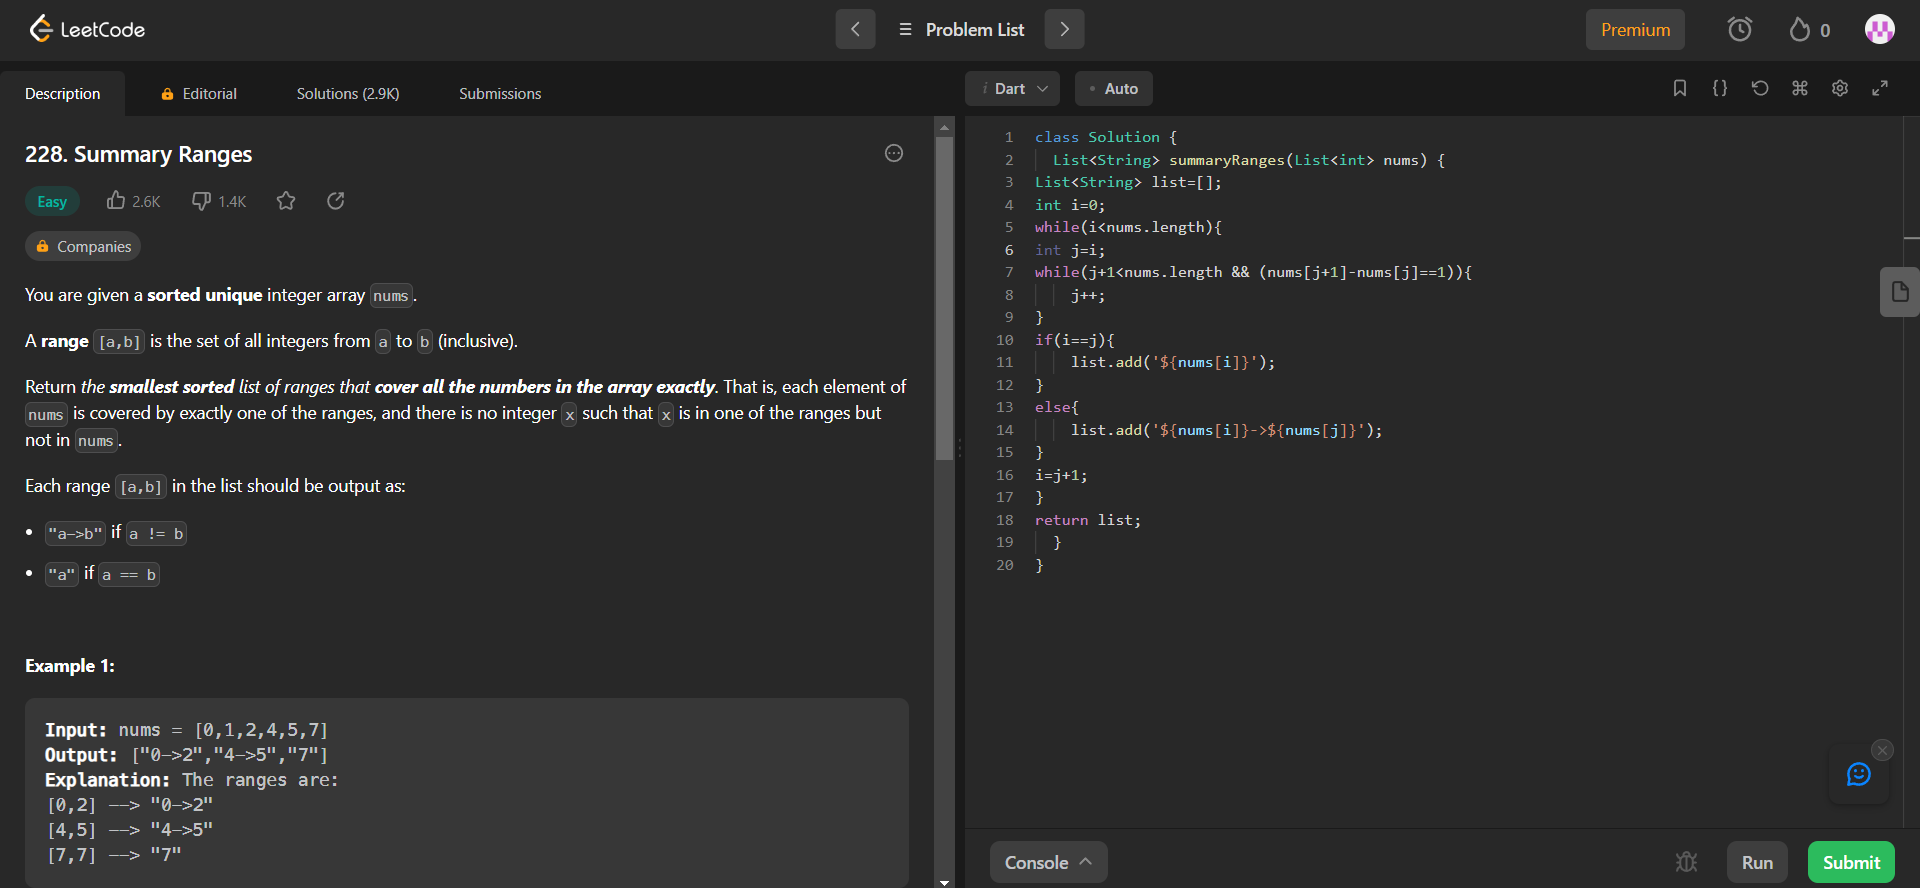 LeetCode
Problem List
Premium
0
Description
Editorial
Solutions (2.9K)
Submissions
i Dart
• Auto
228. Summary Ranges
Easy
2.6K
1.4K
Companies
You are given a sorted unique integer array nums.
A range [a,b] is the set of all integers from a to b (inclusive).
Return the smallest sorted list of ranges that cover all the numbers in the array exactly. That is, each element of
nums is covered by exactly one of the ranges, and there is no integer x such that x is in one of the ranges but
not in nums.
Each range [a,b] in the list should be output as:
• "a->b" if a != b
• "a" if a == b
Example 1:
Input: nums = [0,1,2,4,5,7]
Output: ["0->2","4->5","7"]
Explanation: The ranges are:
[0,2] --> "0->2"
[4,5] --> "4->5"
[7,7] --> "7"
1 class Solution {
2   List<String> summaryRanges(List<int> nums) {
3 List<String> list=[];
4 int i=0;
5 while(i<nums.length){
6 int j=i;
7 while(j+1<nums.length && (nums[j+1]-nums[j]==1)){
8     j++;
9 }
10 if(i==j){
11     list.add('${nums[i]}');
12 }
13 else{
14     list.add('${nums[i]}->${nums[j]}');
15 }
16 i=j+1;
17 }
18 return list;
19   }
20 }
Console
Run
Submit